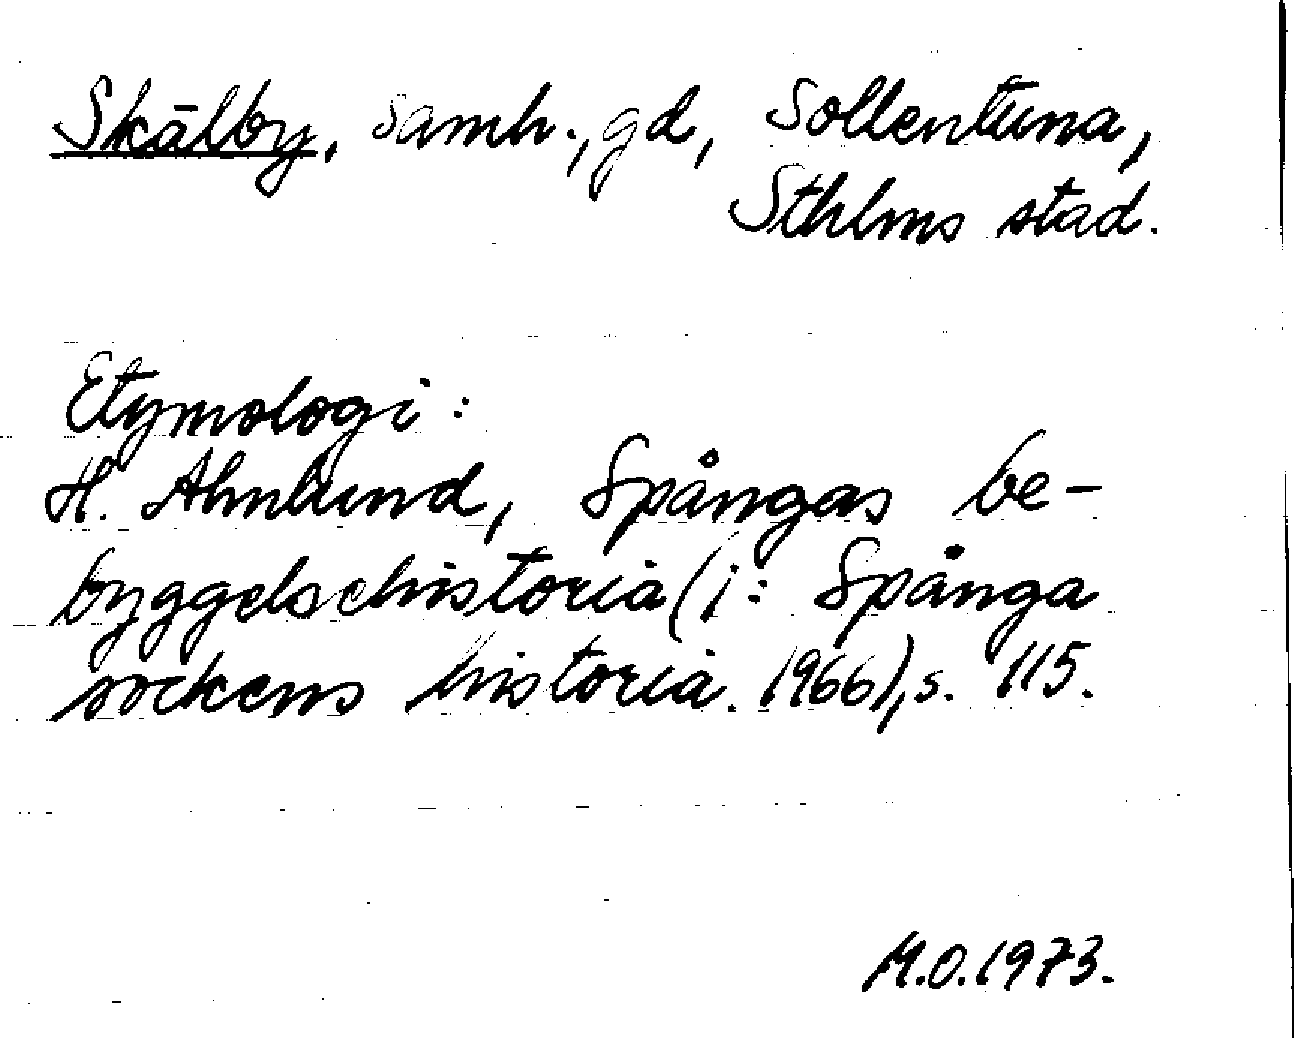 Skälby, samh., gd, Sollentuna,
Sthlms stad.
Etymologi:
H. Ahnlund, Spångas be-
byggelsehistoria (i: Spånga
sockens historia. 1966), s. 115.
M.O. 1973.